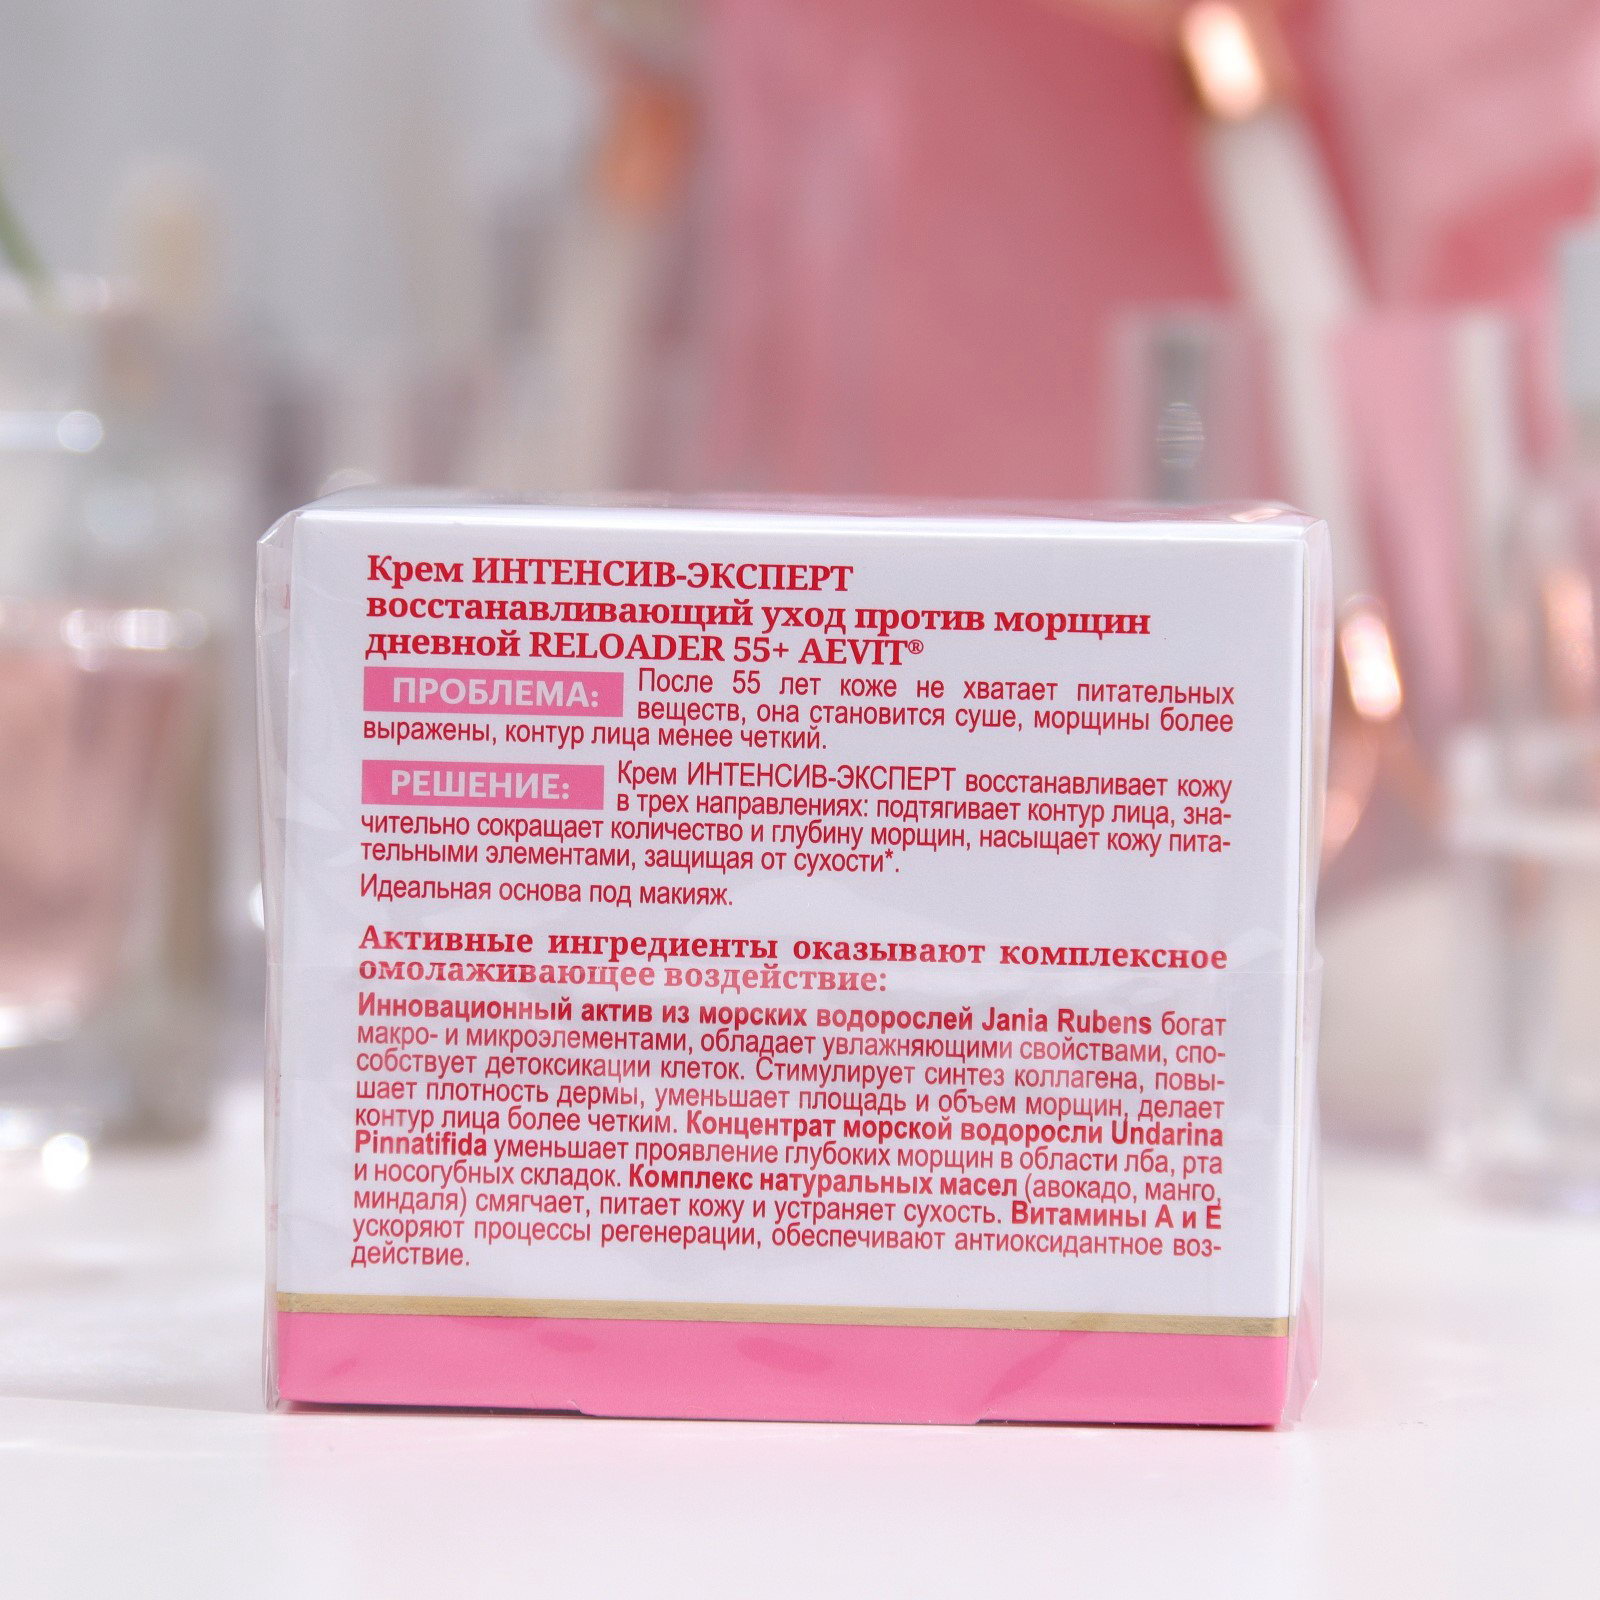 Крем ИНТЕНСИВ-ЭКСПЕРТ
восстанавливающий уход против морщин
дневной RELOADER 55+ AEVIT®
ПРОБЛЕМА: После 55 лет коже не хватает питательных
веществ, она становится суше, морщины более
выражены, контур лица менее четкий.
РЕШЕНИЕ: Крем ИНТЕНСИВ-ЭКСПЕРТ восстанавливает кожу
в трех направлениях: подтягивает контур лица, зна-
чительно сокращает количество и глубину морщин, насыщает кожу пита-
тельными элементами, защищая от сухости*.
Идеальная основа под макияж.
Активные ингредиенты оказывают комплексное
омолаживающее воздействие:
Инновационный актив из морских водорослей Jania Rubens богат
макро- и микроэлементами, обладает увлажняющими свойствами, спо-
собствует детоксикации клеток. Стимулирует синтез коллагена, повы-
шает плотность дермы, уменьшает площадь и объем морщин, делает
контур лица более четким. Концентрат морской водоросли Undarina
Pinnatifida уменьшает проявление глубоких морщин в области лба, рта
и носогубных складок. Комплекс натуральных масел (авокадо, манго,
миндаля) смягчает, питает кожу и устраняет сухость. Витамины А и Е
ускоряют процессы регенерации, обеспечивают антиоксидантное воз-
действие.